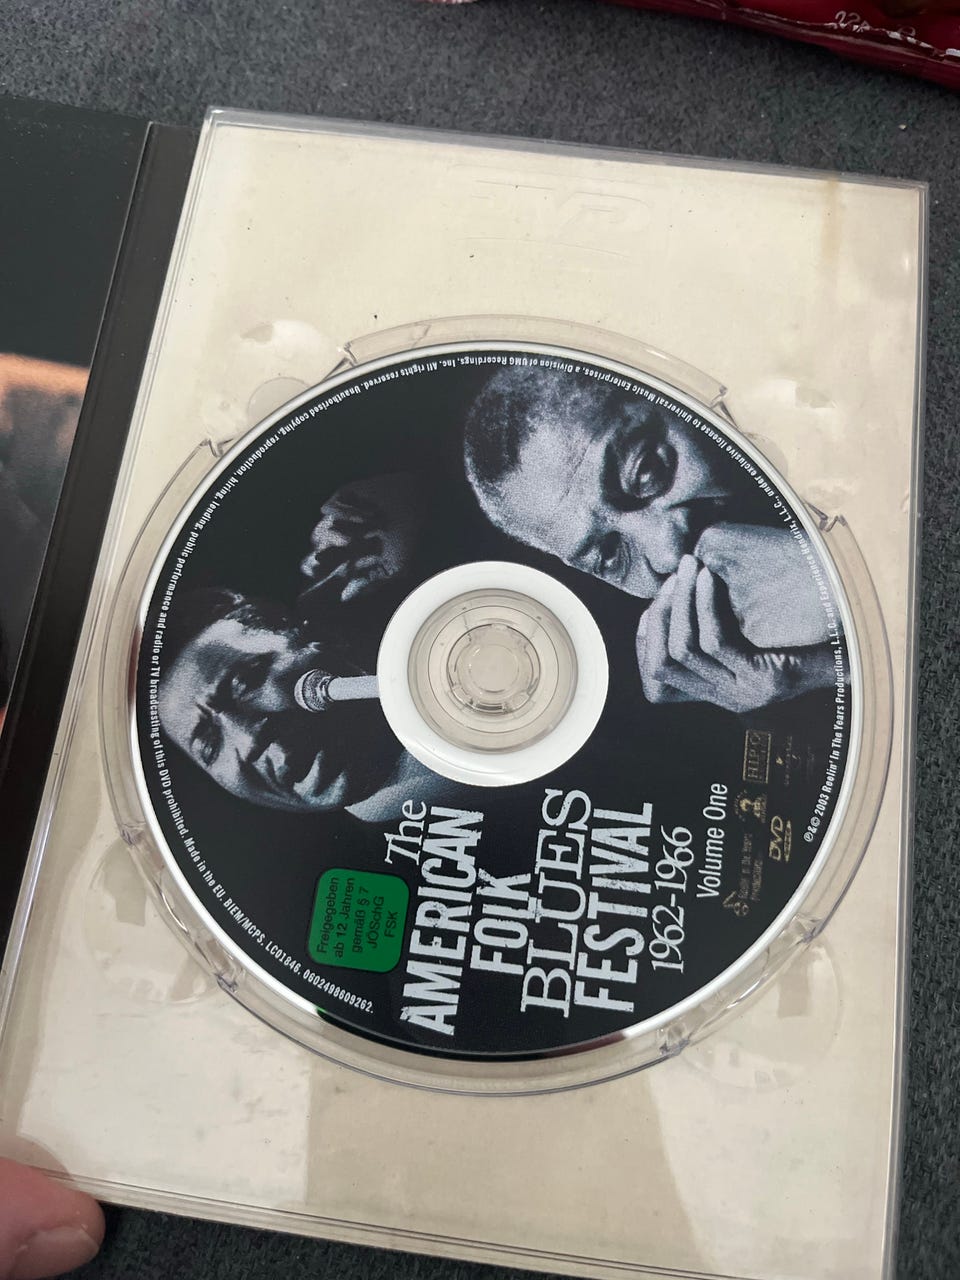 The
AMERICAN
FOLK
BLUES
FESTIVAL
1962-1966
Volume One
Freigegeben
ab 12 Jahren
gemäß § 7
JÖSchG
FSK
HIP-O
DVD
VIDEO
℗&© 2003 Reelin' In The Years Productions, L.L.C. and Experience Hendrix, L.L.C., under exclusive license to Universal Music Enterprises, a Division of UMG Recordings, Inc. All rights reserved. Unauthorised copying, reproduction, hiring, lending, public performance and radio or TV broadcasting of this DVD prohibited. Made in the EU. BIEM/MCPS. LC01846. 0602498609262.